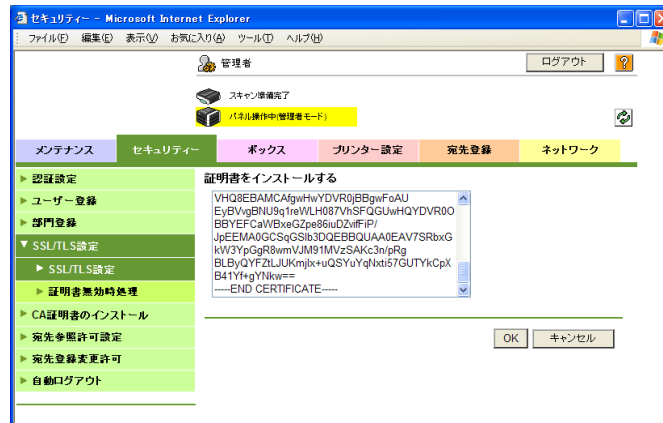 セキュリティー - Microsoft Internet Explorer
ファイル(F) 編集(E) 表示(V) お気に入り(A) ツール(T) ヘルプ(H)
管理者 ログアウト ?
スキャン準備完了
パネル操作中(管理者モード)
メンテナンス セキュリティー ボックス プリンター設定 宛先登録 ネットワーク
認証設定
ユーザー登録
部門登録
SSL/TLS設定
SSL/TLS設定
証明書無効時処理
CA証明書のインストール
宛先参照許可設定
宛先登録変更許可
自動ログアウト
証明書をインストールする
VHQ8EBAMCAfgwHwYDVR0jBBgwFoAU
EyBVvgBNU9q1reWLH087VhSFQGUwHQYDVR0O
BBYEFCaWBxeGZpe86iuDZvifFiP/
JpEEMA0GCSqGSIb3DQEBBQUAA0EAV7SRbxG
kW3YpGgR8wmVJM91MVzSAKc3n/pRg
BLByQYFZtLJUKmjlx+uQSYuYqNxti57GUTYkCpX
B41Yf+gYNkw==
-----END CERTIFICATE-----
OK キャンセル